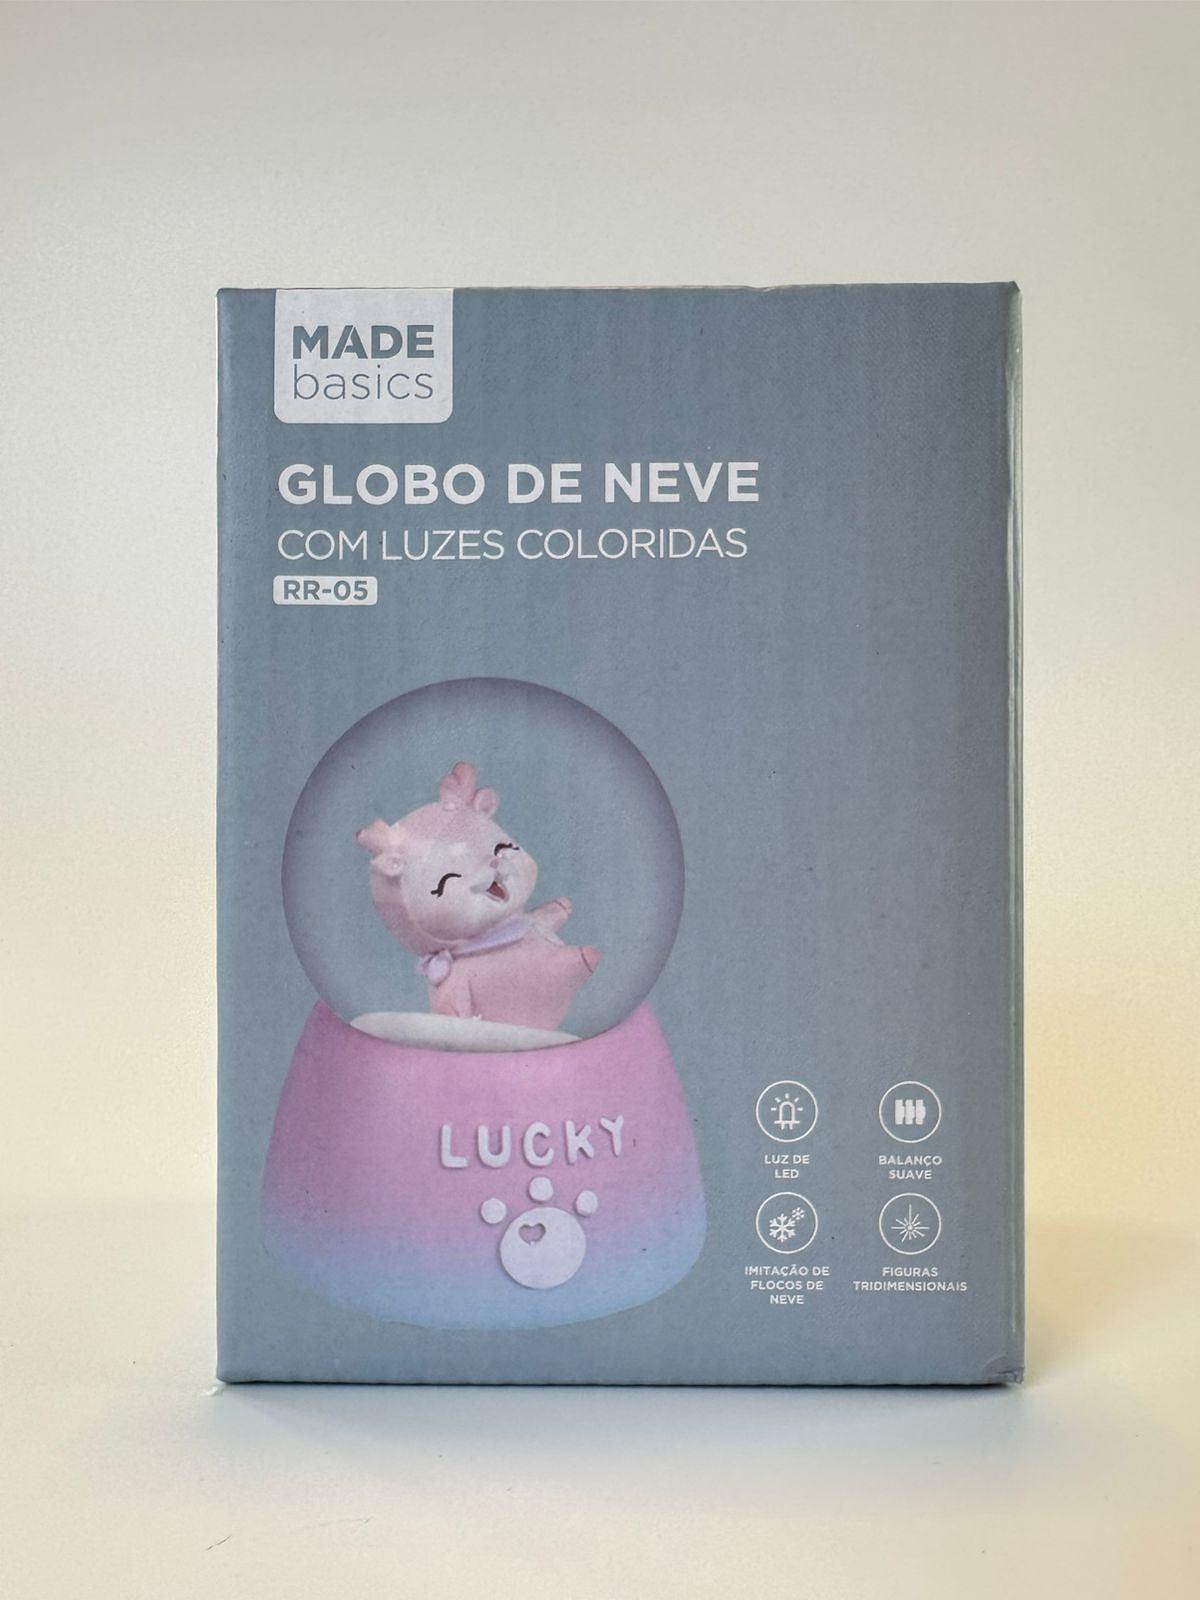 MADE
basics
GLOBO DE NEVE
COM LUZES COLORIDAS
RR-05
LUCKY
LUZ DE
LED
BALANÇO
SUAVE
IMITAÇÃO DE
FLOCOS DE
NEVE
FIGURAS
TRIDIMENSIONAIS